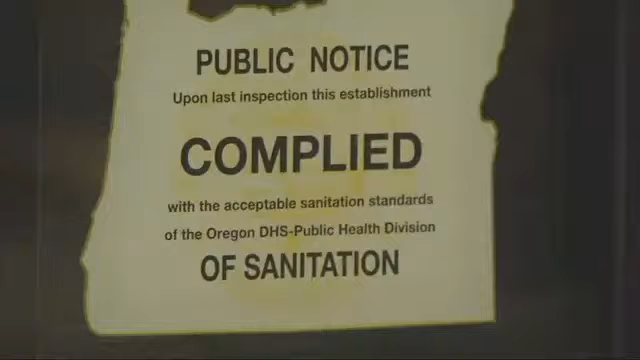 PUBLIC NOTICE
Upon last inspection this establishment
COMPLIED
with the acceptable sanitation standards
of the Oregon DHS-Public Health Division
OF SANITATION